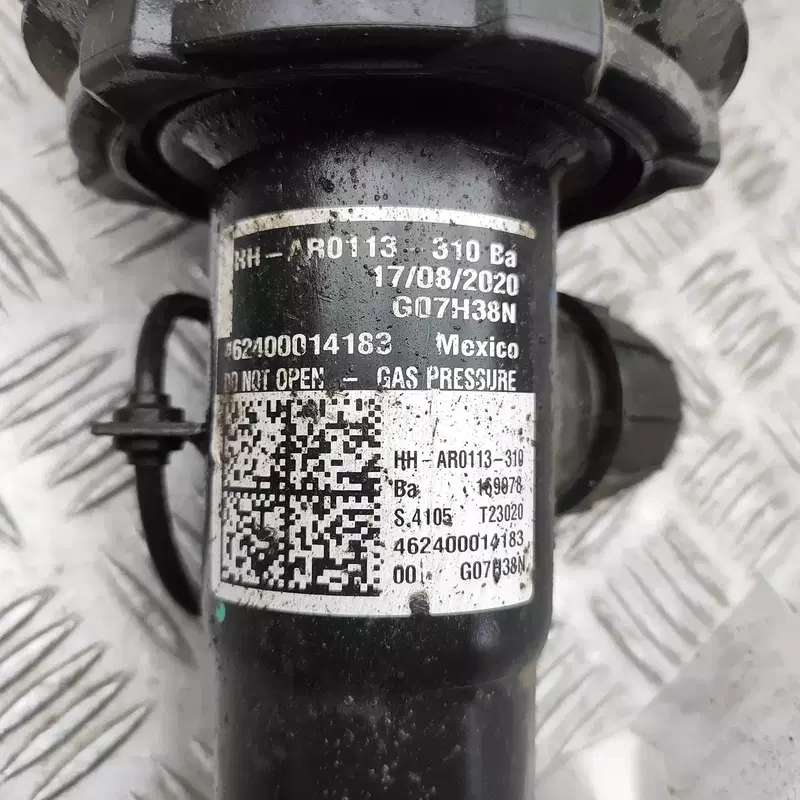 HH-AR0113-310 Ba
17/08/2020
G07H38N
462400014183 Mexico
DO NOT OPEN - GAS PRESSURE
HH-AR0113-310
Ba 169878
S.4105 T23020
462400014183
00 G07H38N